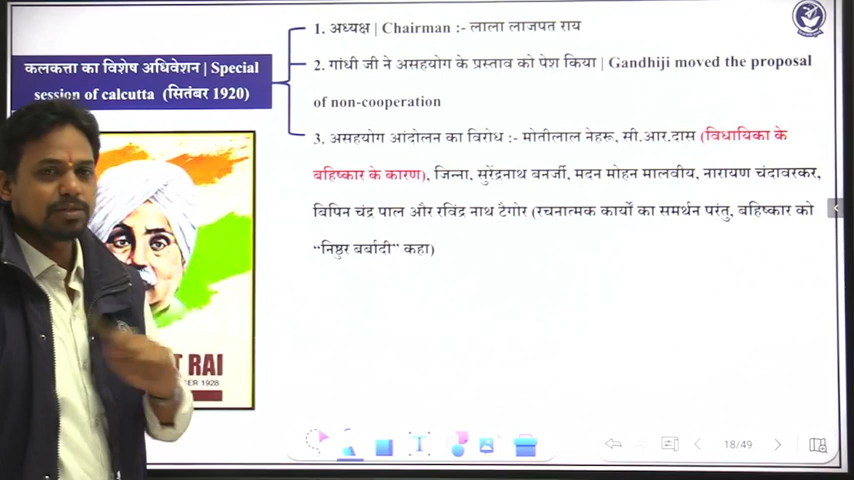 1. अध्यक्ष | Chairman :- लाला लाजपत राय
कलकत्ता का विशेष अधिवेशन | Special
session of calcutta (सितंबर 1920)
2. गांधी जी ने असहयोग के प्रस्ताव को पेश किया | Gandhiji moved the proposal
of non-cooperation
3. असहयोग आंदोलन का विरोध :- मोतीलाल नेहरू, सी.आर.दास (विधायिका के
बहिष्कार के कारण), जिन्ना, सुरेंद्रनाथ बनर्जी, मदन मोहन मालवीय, नारायण चंदावरकर,
बिपिन चंद्र पाल और रविंद्र नाथ टैगोर (रचनात्मक कार्यों का समर्थन परंतु, बहिष्कार को
“निष्ठुर बर्बादी” कहा)
T RAI
1928
18/49